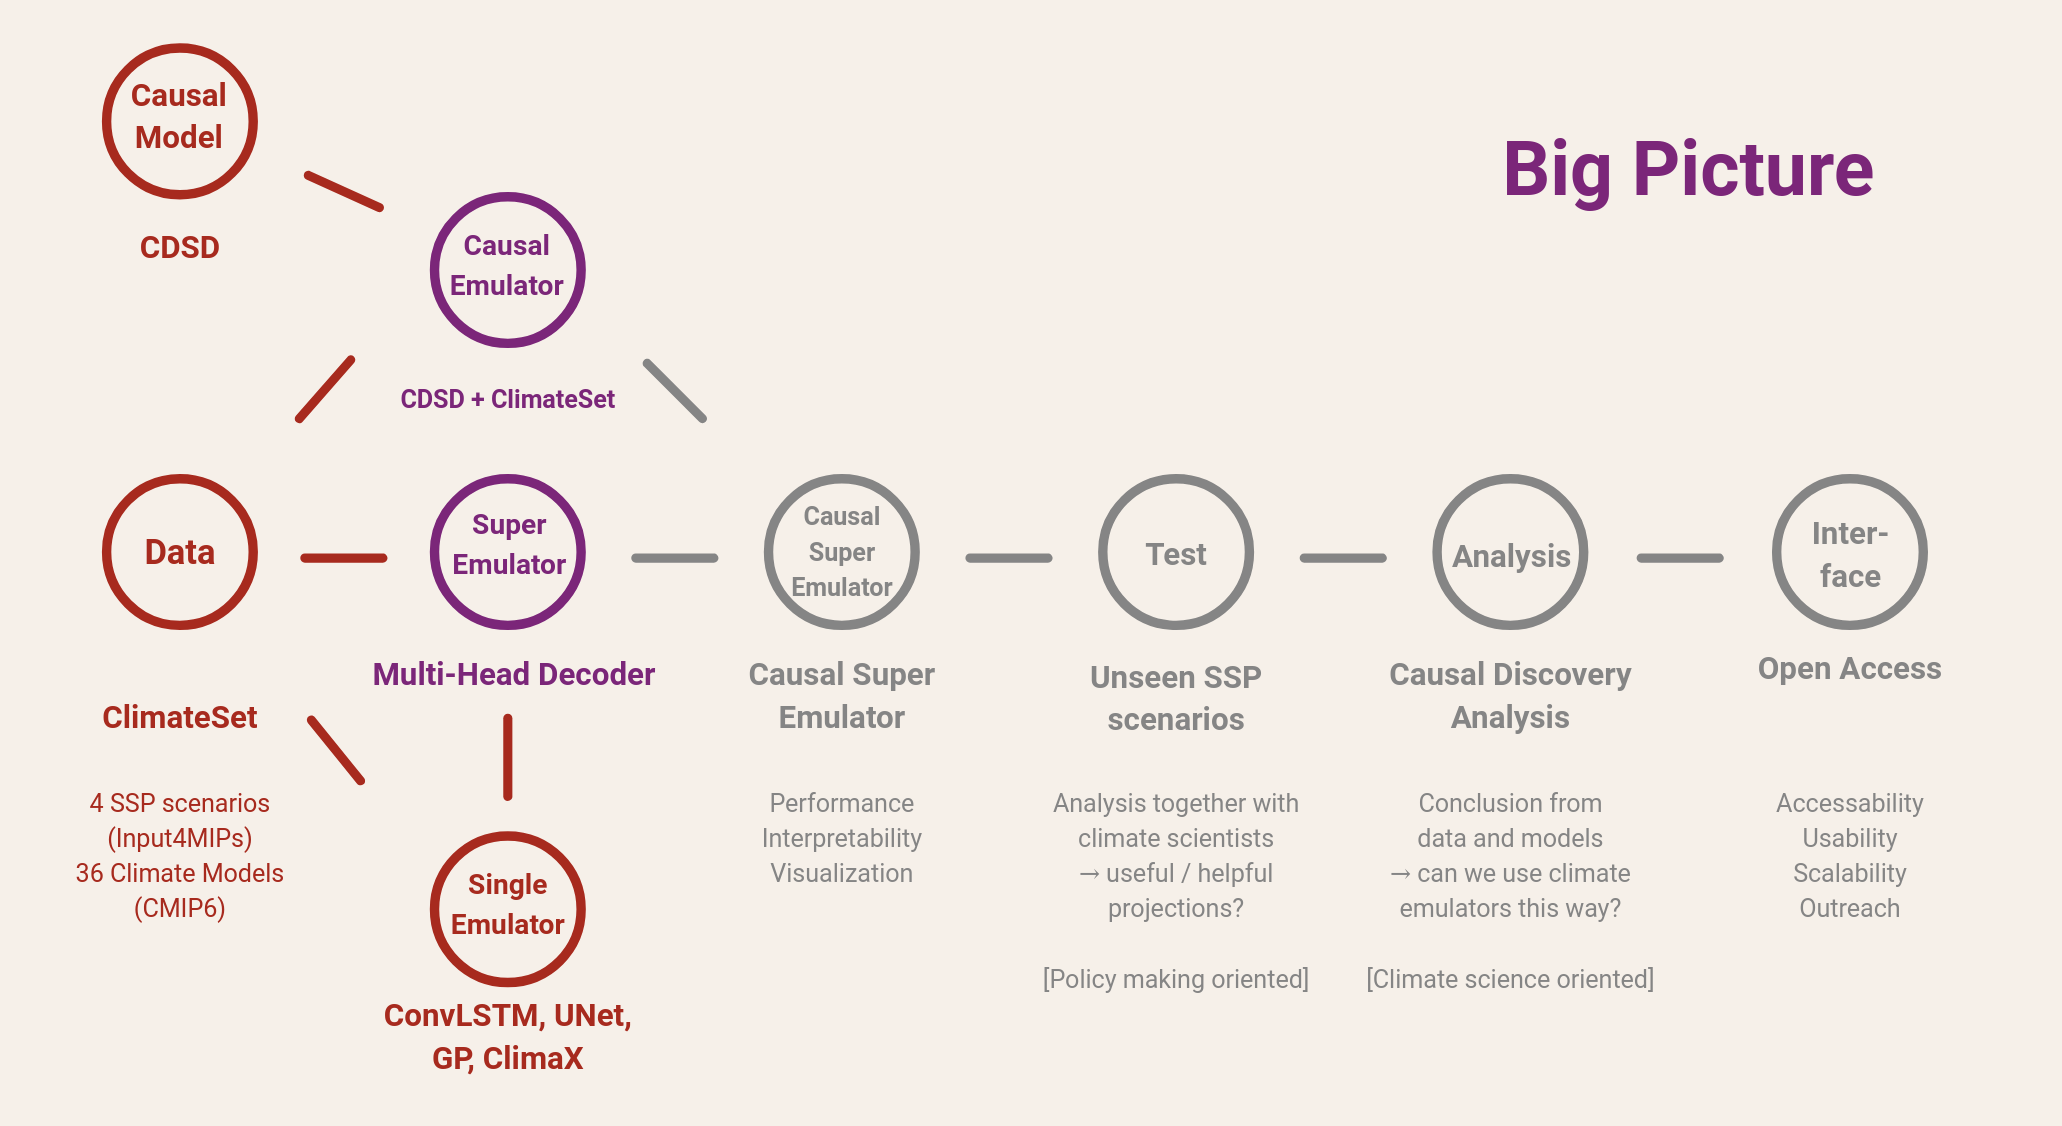 Big Picture
Causal
Model
CDSD
Causal
Emulator
CDSD + ClimateSet
Data
ClimateSet
4 SSP scenarios
(Input4MIPs)
36 Climate Models
(CMIP6)
Super
Emulator
Multi-Head Decoder
Single
Emulator
ConvLSTM, UNet,
GP, ClimaX
Causal
Super
Emulator
Causal Super
Emulator
Performance
Interpretability
Visualization
Test
Unseen SSP
scenarios
Analysis together with
climate scientists
→ useful / helpful
projections?
[Policy making oriented]
Analysis
Causal Discovery
Analysis
Conclusion from
data and models
→ can we use climate
emulators this way?
[Climate science oriented]
Inter-
face
Open Access
Accessability
Usability
Scalability
Outreach